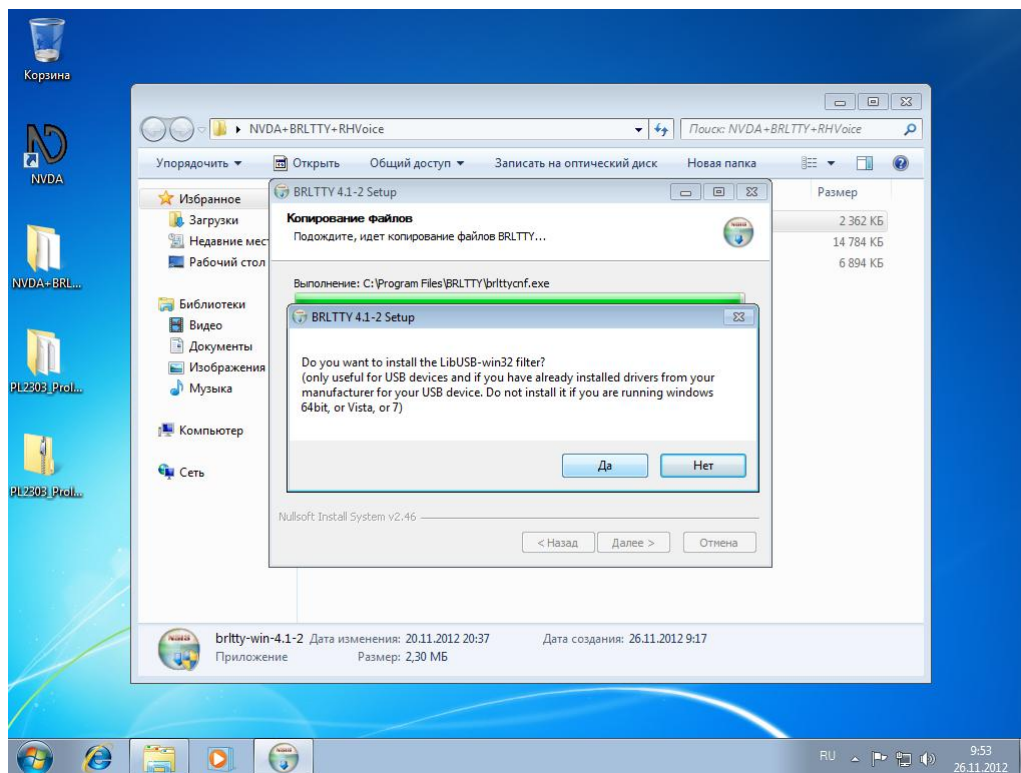 Корзина
NVDA
NVDA+BRL...
PL2303_Proli...
PL2303_Proli...
NVDA+BRLTTY+RHVoice
Поиск: NVDA+BRLTTY+RHVoice
Упорядочить
Открыть
Общий доступ
Записать на оптический диск
Новая папка
Избранное
Загрузки
Недавние мес
Рабочий стол
Библиотеки
Видео
Документы
Изображения
Музыка
Компьютер
Сеть
Размер
2 362 КБ
14 784 КБ
6 894 КБ
BRLTTY 4.1-2 Setup
Копирование файлов
Подождите, идет копирование файлов BRLTTY...
Выполнение: C:\Program Files\BRLTTY\brlttycnf.exe
BRLTTY 4.1-2 Setup
Do you want to install the LibUSB-win32 filter?
(only useful for USB devices and if you have already installed drivers from your
manufacturer for your USB device. Do not install it if you are running windows
64bit, or Vista, or 7)
Да
Нет
Nullsoft Install System v2.46
< Назад
Далее >
Отмена
brltty-win-4.1-2 Дата изменения: 20.11.2012 20:37 Дата создания: 26.11.2012 9:17
Приложение Размер: 2,30 МБ
RU
9:53
26.11.2012